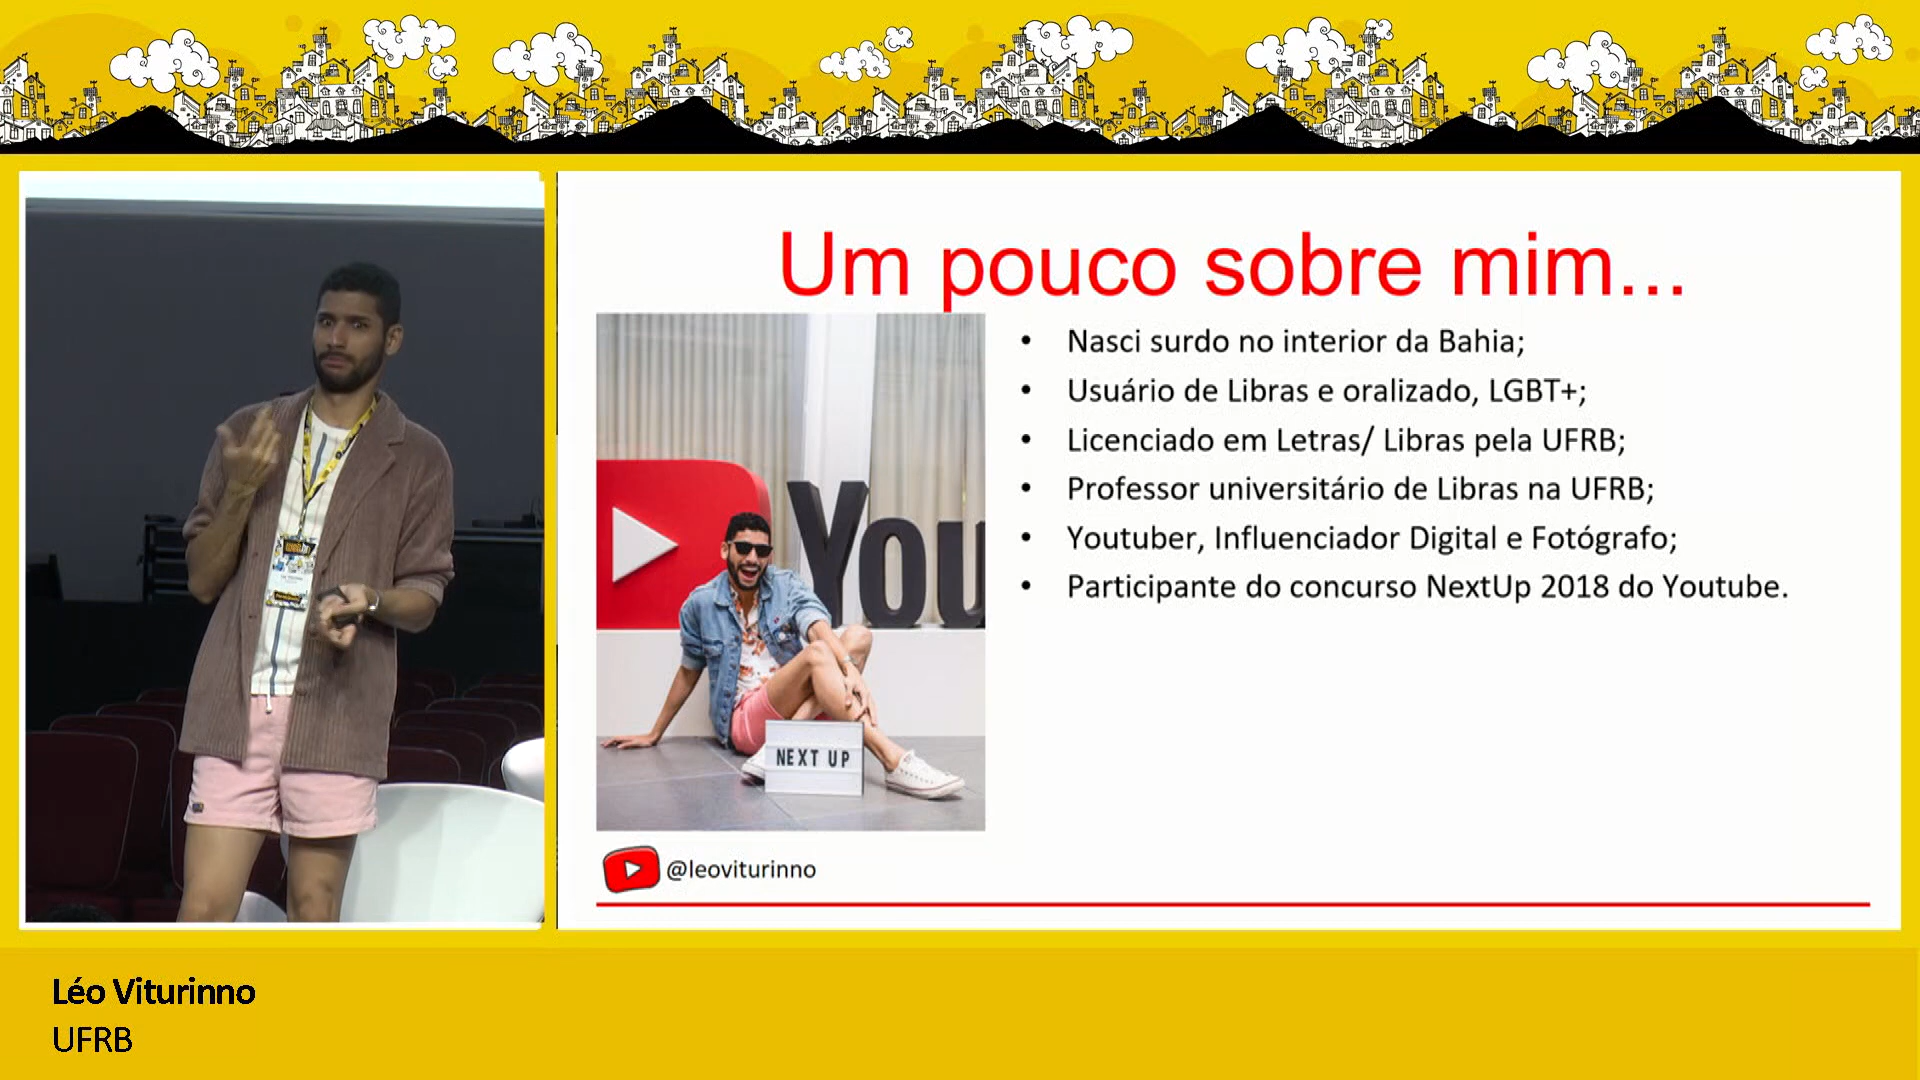 Um pouco sobre mim...
• Nasci surdo no interior da Bahia;
• Usuário de Libras e oralizado, LGBT+;
• Licenciado em Letras/ Libras pela UFRB;
• Professor universitário de Libras na UFRB;
• Youtuber, Influenciador Digital e Fotógrafo;
• Participante do concurso NextUp 2018 do Youtube.
You
NEXT UP
@leoviturinno
Léo Viturinno
UFRB